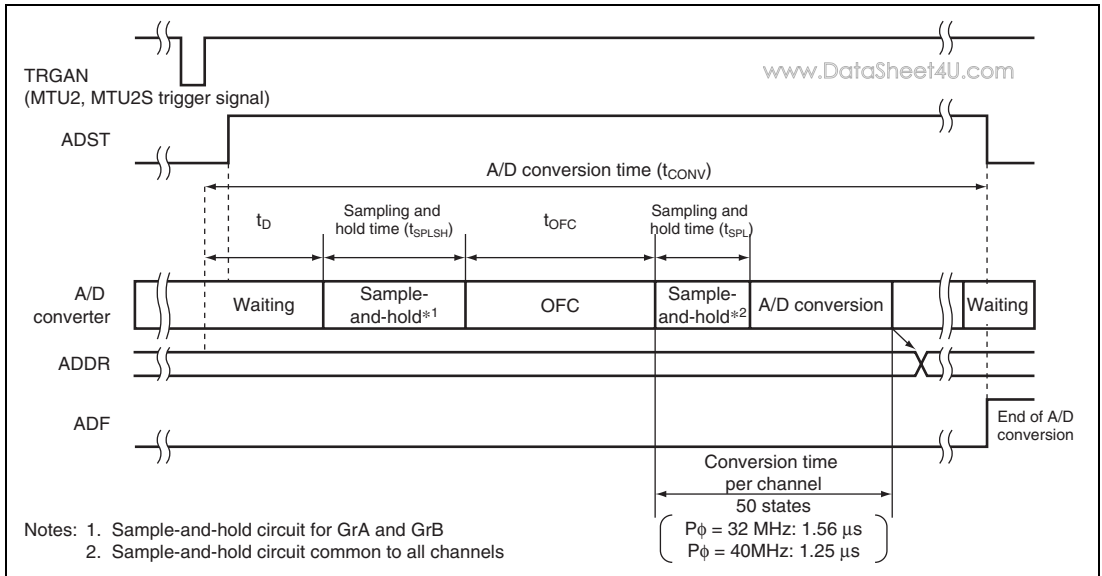 www.DataSheet4U.com
TRGAN
(MTU2, MTU2S trigger signal)
ADST
A/D conversion time (tCONV)
tD
Sampling and
hold time (tSPLSH)
tOFC
Sampling and
hold time (tSPL)
A/D
converter
Waiting
Sample-
and-hold*1
OFC
Sample-
and-hold*2
A/D conversion
Waiting
ADDR
ADF
End of A/D
conversion
Conversion time
per channel
50 states
Pφ = 32 MHz: 1.56 μs
Pφ = 40MHz: 1.25 μs
Notes: 1. Sample-and-hold circuit for GrA and GrB
2. Sample-and-hold circuit common to all channels